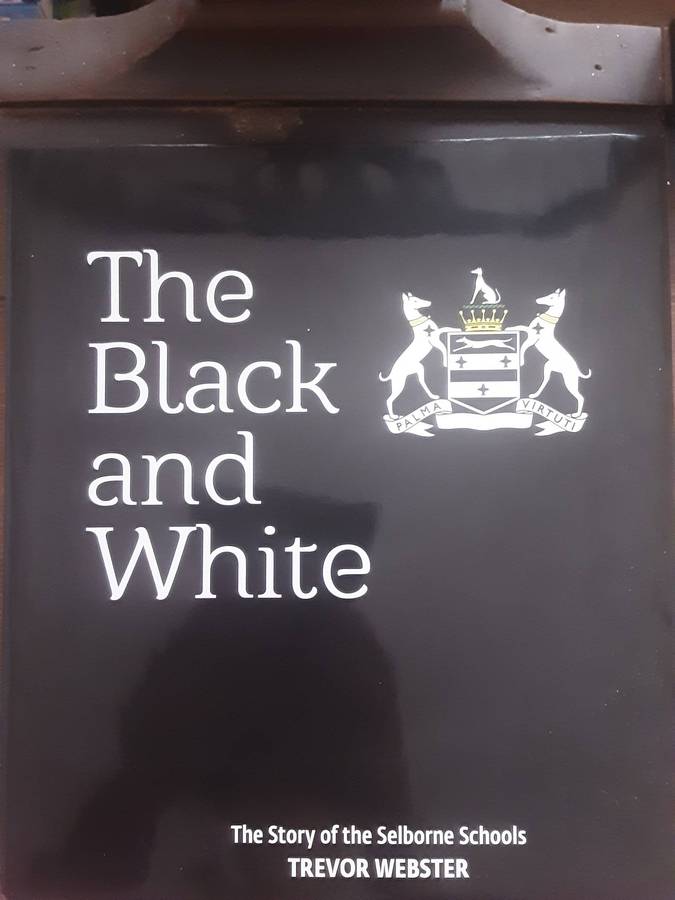 The
Black
and
White
PALMA VIRTUTI
The Story of the Selborne Schools
TREVOR WEBSTER